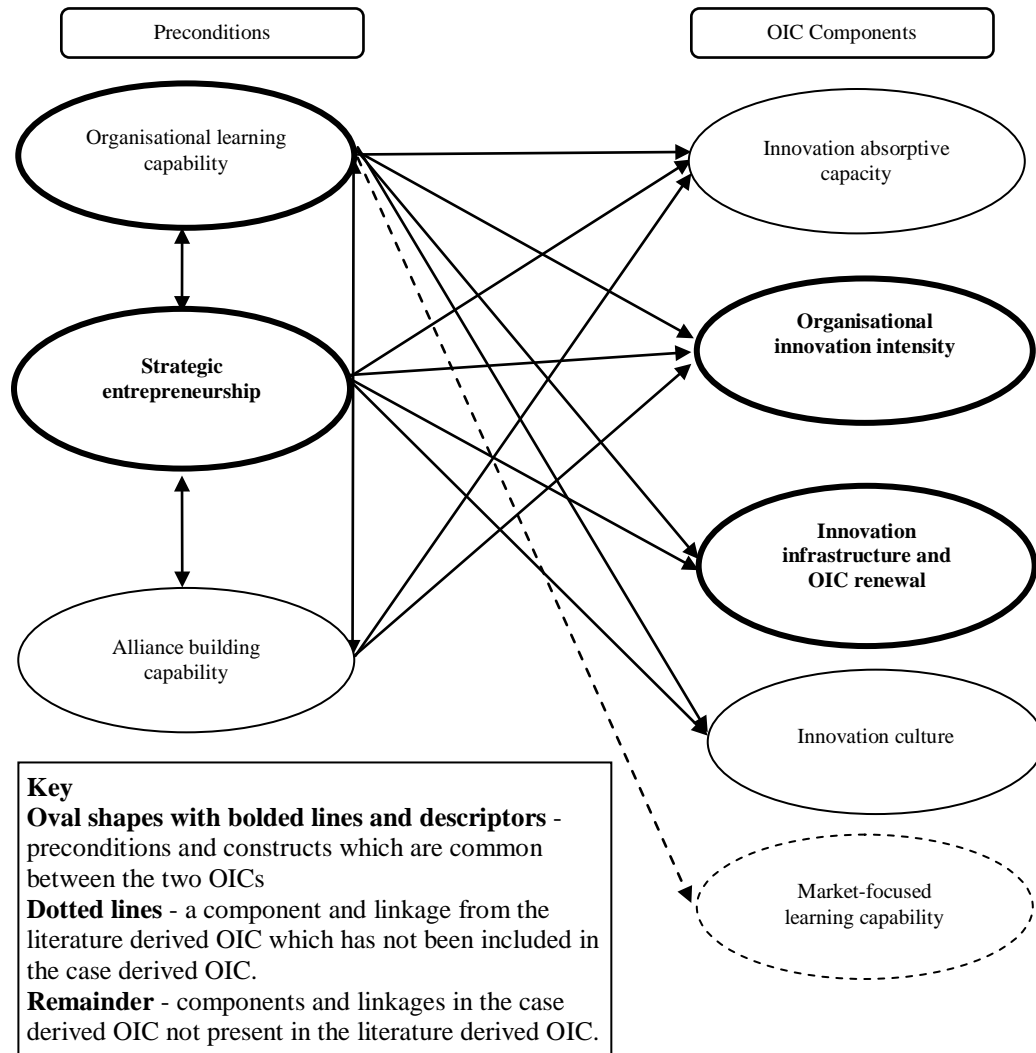 Preconditions
OIC Components
Organisational learning
capability
Innovation absorptive
capacity
Strategic
entrepreneurship
Organisational
innovation intensity
Innovation
infrastructure and
OIC renewal
Alliance building
capability
Innovation culture
Market-focused
learning capability
Key
Oval shapes with bolded lines and descriptors -
preconditions and constructs which are common
between the two OICs
Dotted lines - a component and linkage from the
literature derived OIC which has not been included in
the case derived OIC.
Remainder - components and linkages in the case
derived OIC not present in the literature derived OIC.